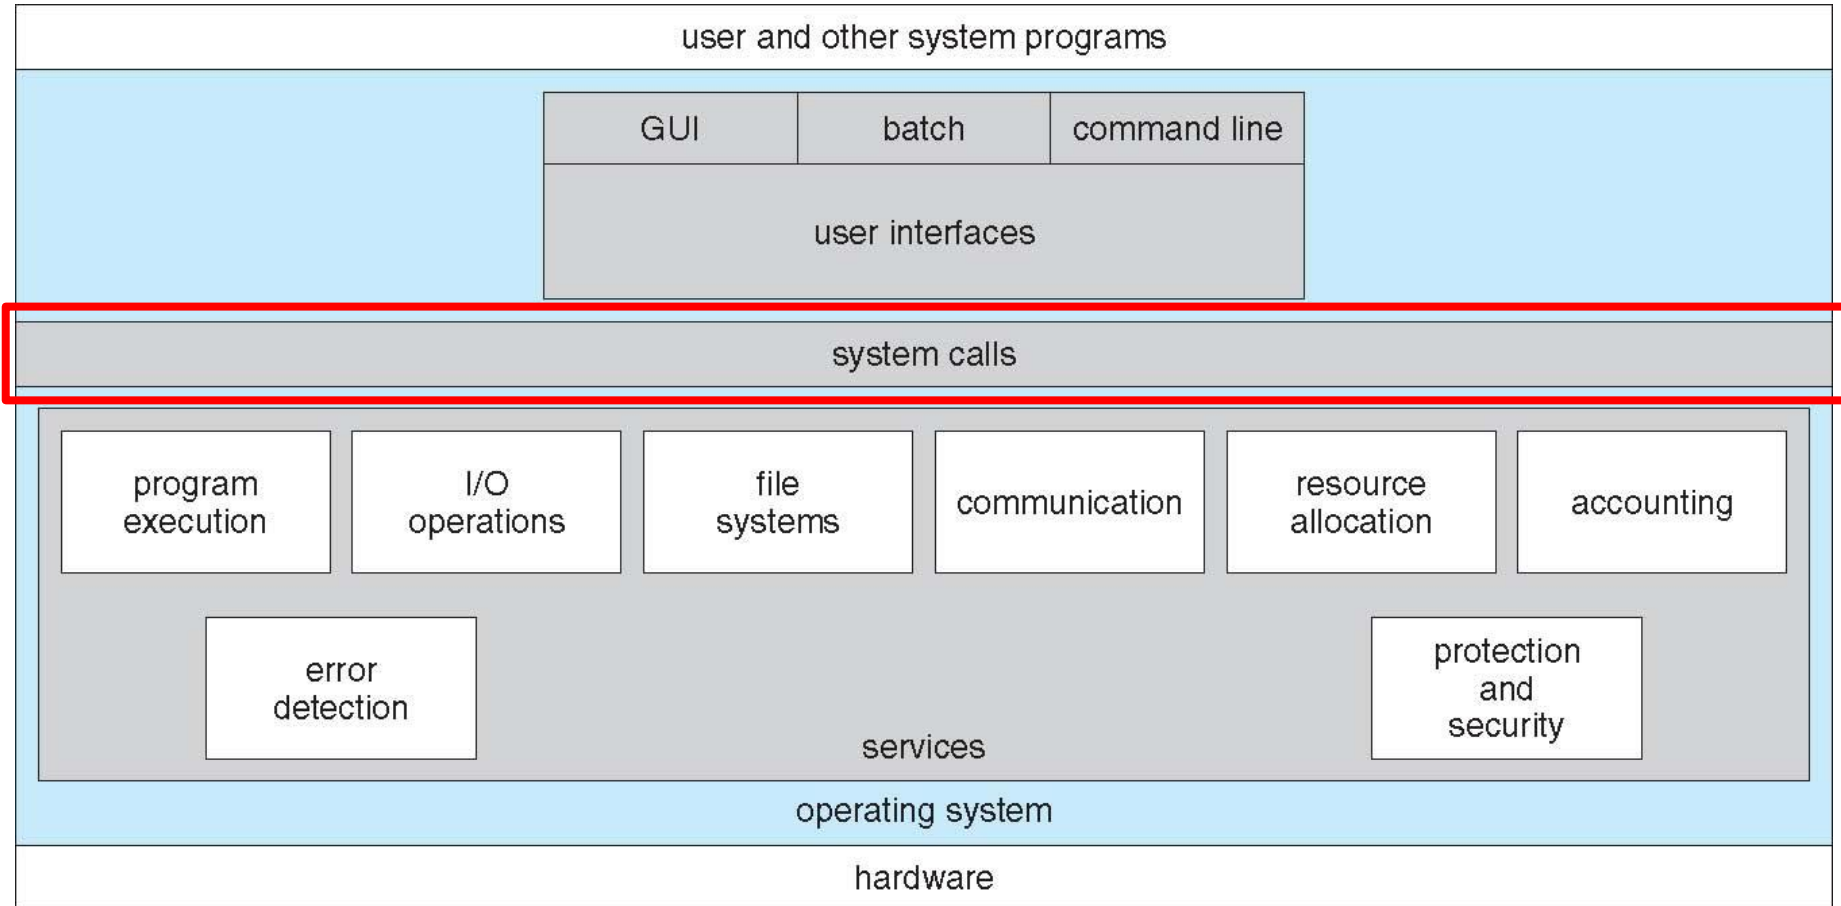 user and other system programs
GUI
batch
command line
user interfaces
system calls
program
execution
I/O
operations
file
systems
communication
resource
allocation
accounting
error
detection
protection
and
security
services
operating system
hardware